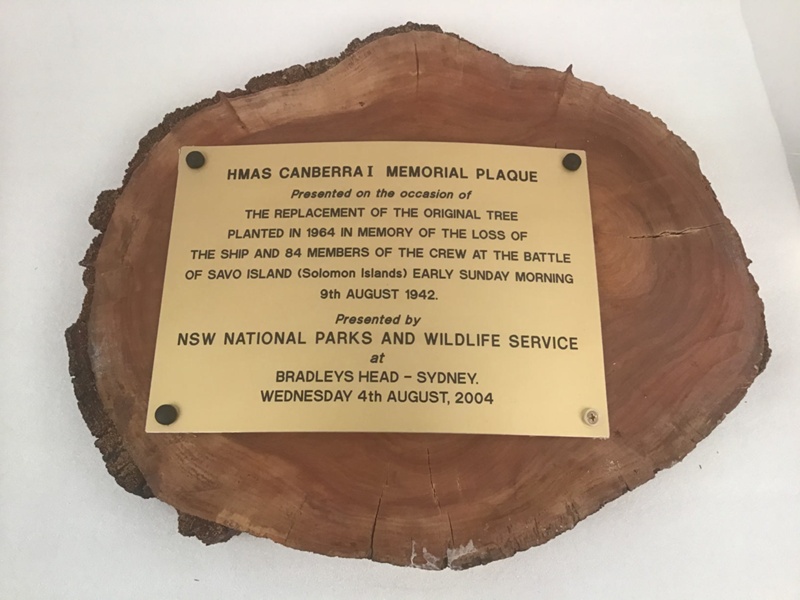 HMAS CANBERRA I MEMORIAL PLAQUE
Presented on the occasion of
THE REPLACEMENT OF THE ORIGINAL TREE
PLANTED IN 1964 IN MEMORY OF THE LOSS OF
THE SHIP AND 84 MEMBERS OF THE CREW AT THE BATTLE
OF SAVO ISLAND (Solomon Islands) EARLY SUNDAY MORNING
9th AUGUST 1942.
Presented by
NSW NATIONAL PARKS AND WILDLIFE SERVICE
at
BRADLEYS HEAD – SYDNEY.
WEDNESDAY 4th AUGUST, 2004